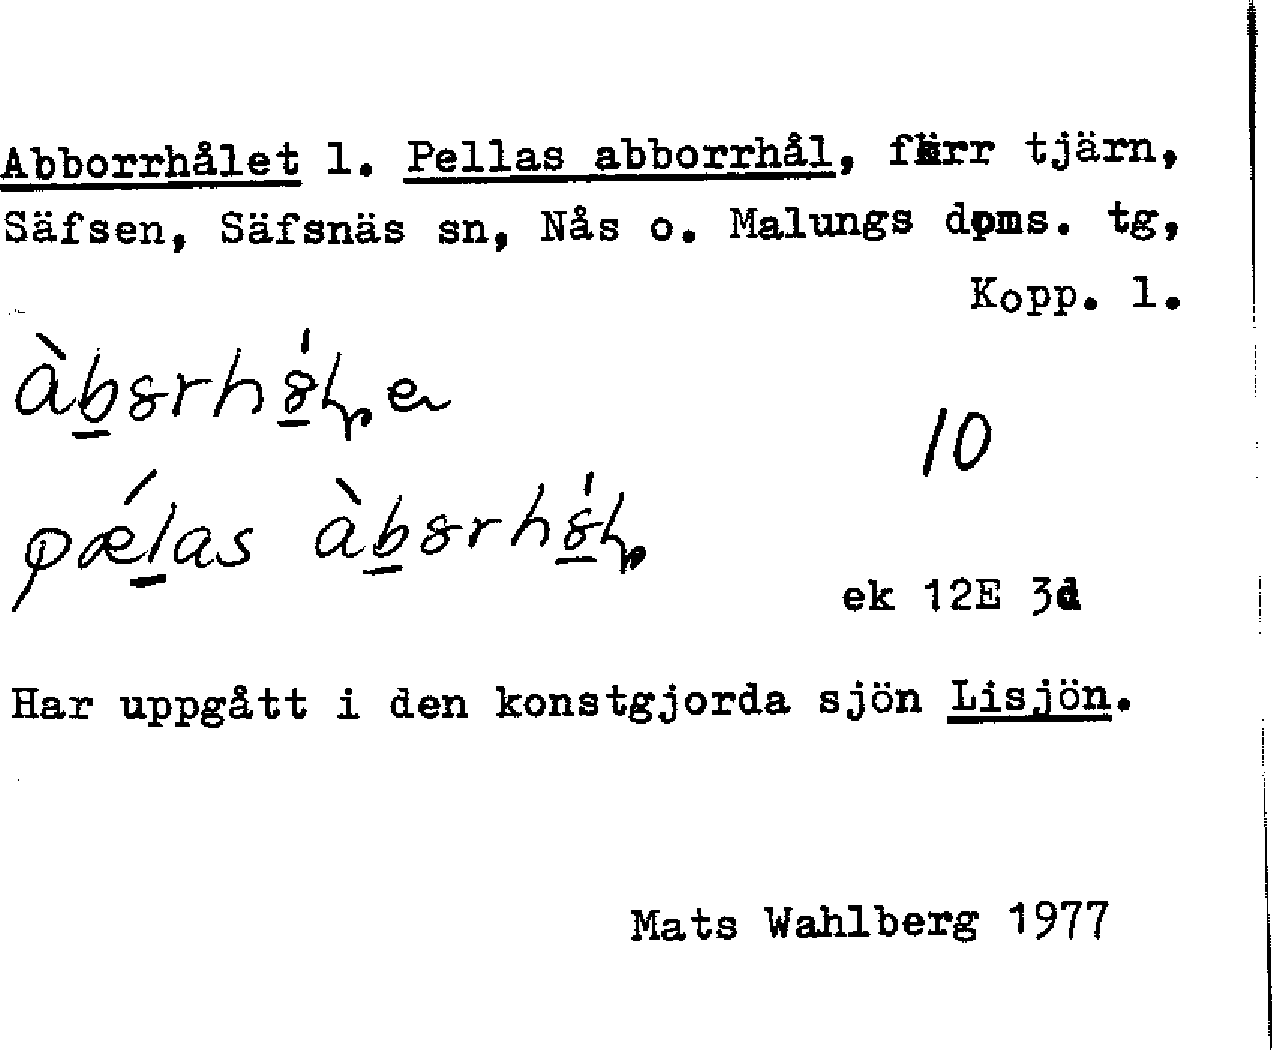 Abborrhålet l. Pellas abborrhål, förr tjärn,
Säfsen, Säfsnäs sn, Nås o. Malungs doms. tg,
Kopp. l.
10
ek 12E 3d
Har uppgått i den konstgjorda sjön Lisjön.
Mats Wahlberg 1977